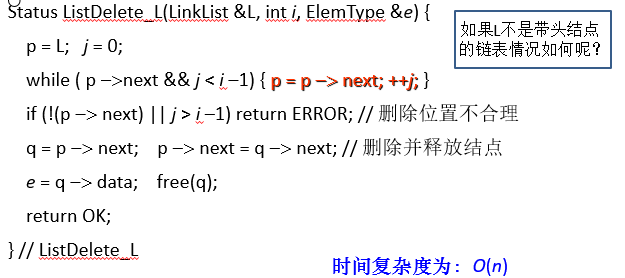 Status ListDelete_L(LinkList &L, int i, ElemType &e) {
如果L不是带头结点
的链表情况如何呢？
p = L; j = 0;
while ( p –>next && j < i –1) { p = p –> next; ++j; }
if (!(p –> next) || j > i –1) return ERROR; // 删除位置不合理
q = p –> next; p –> next = q –> next; // 删除并释放结点
e = q –> data; free(q);
return OK;
} // ListDelete_L
时间复杂度为：O(n)